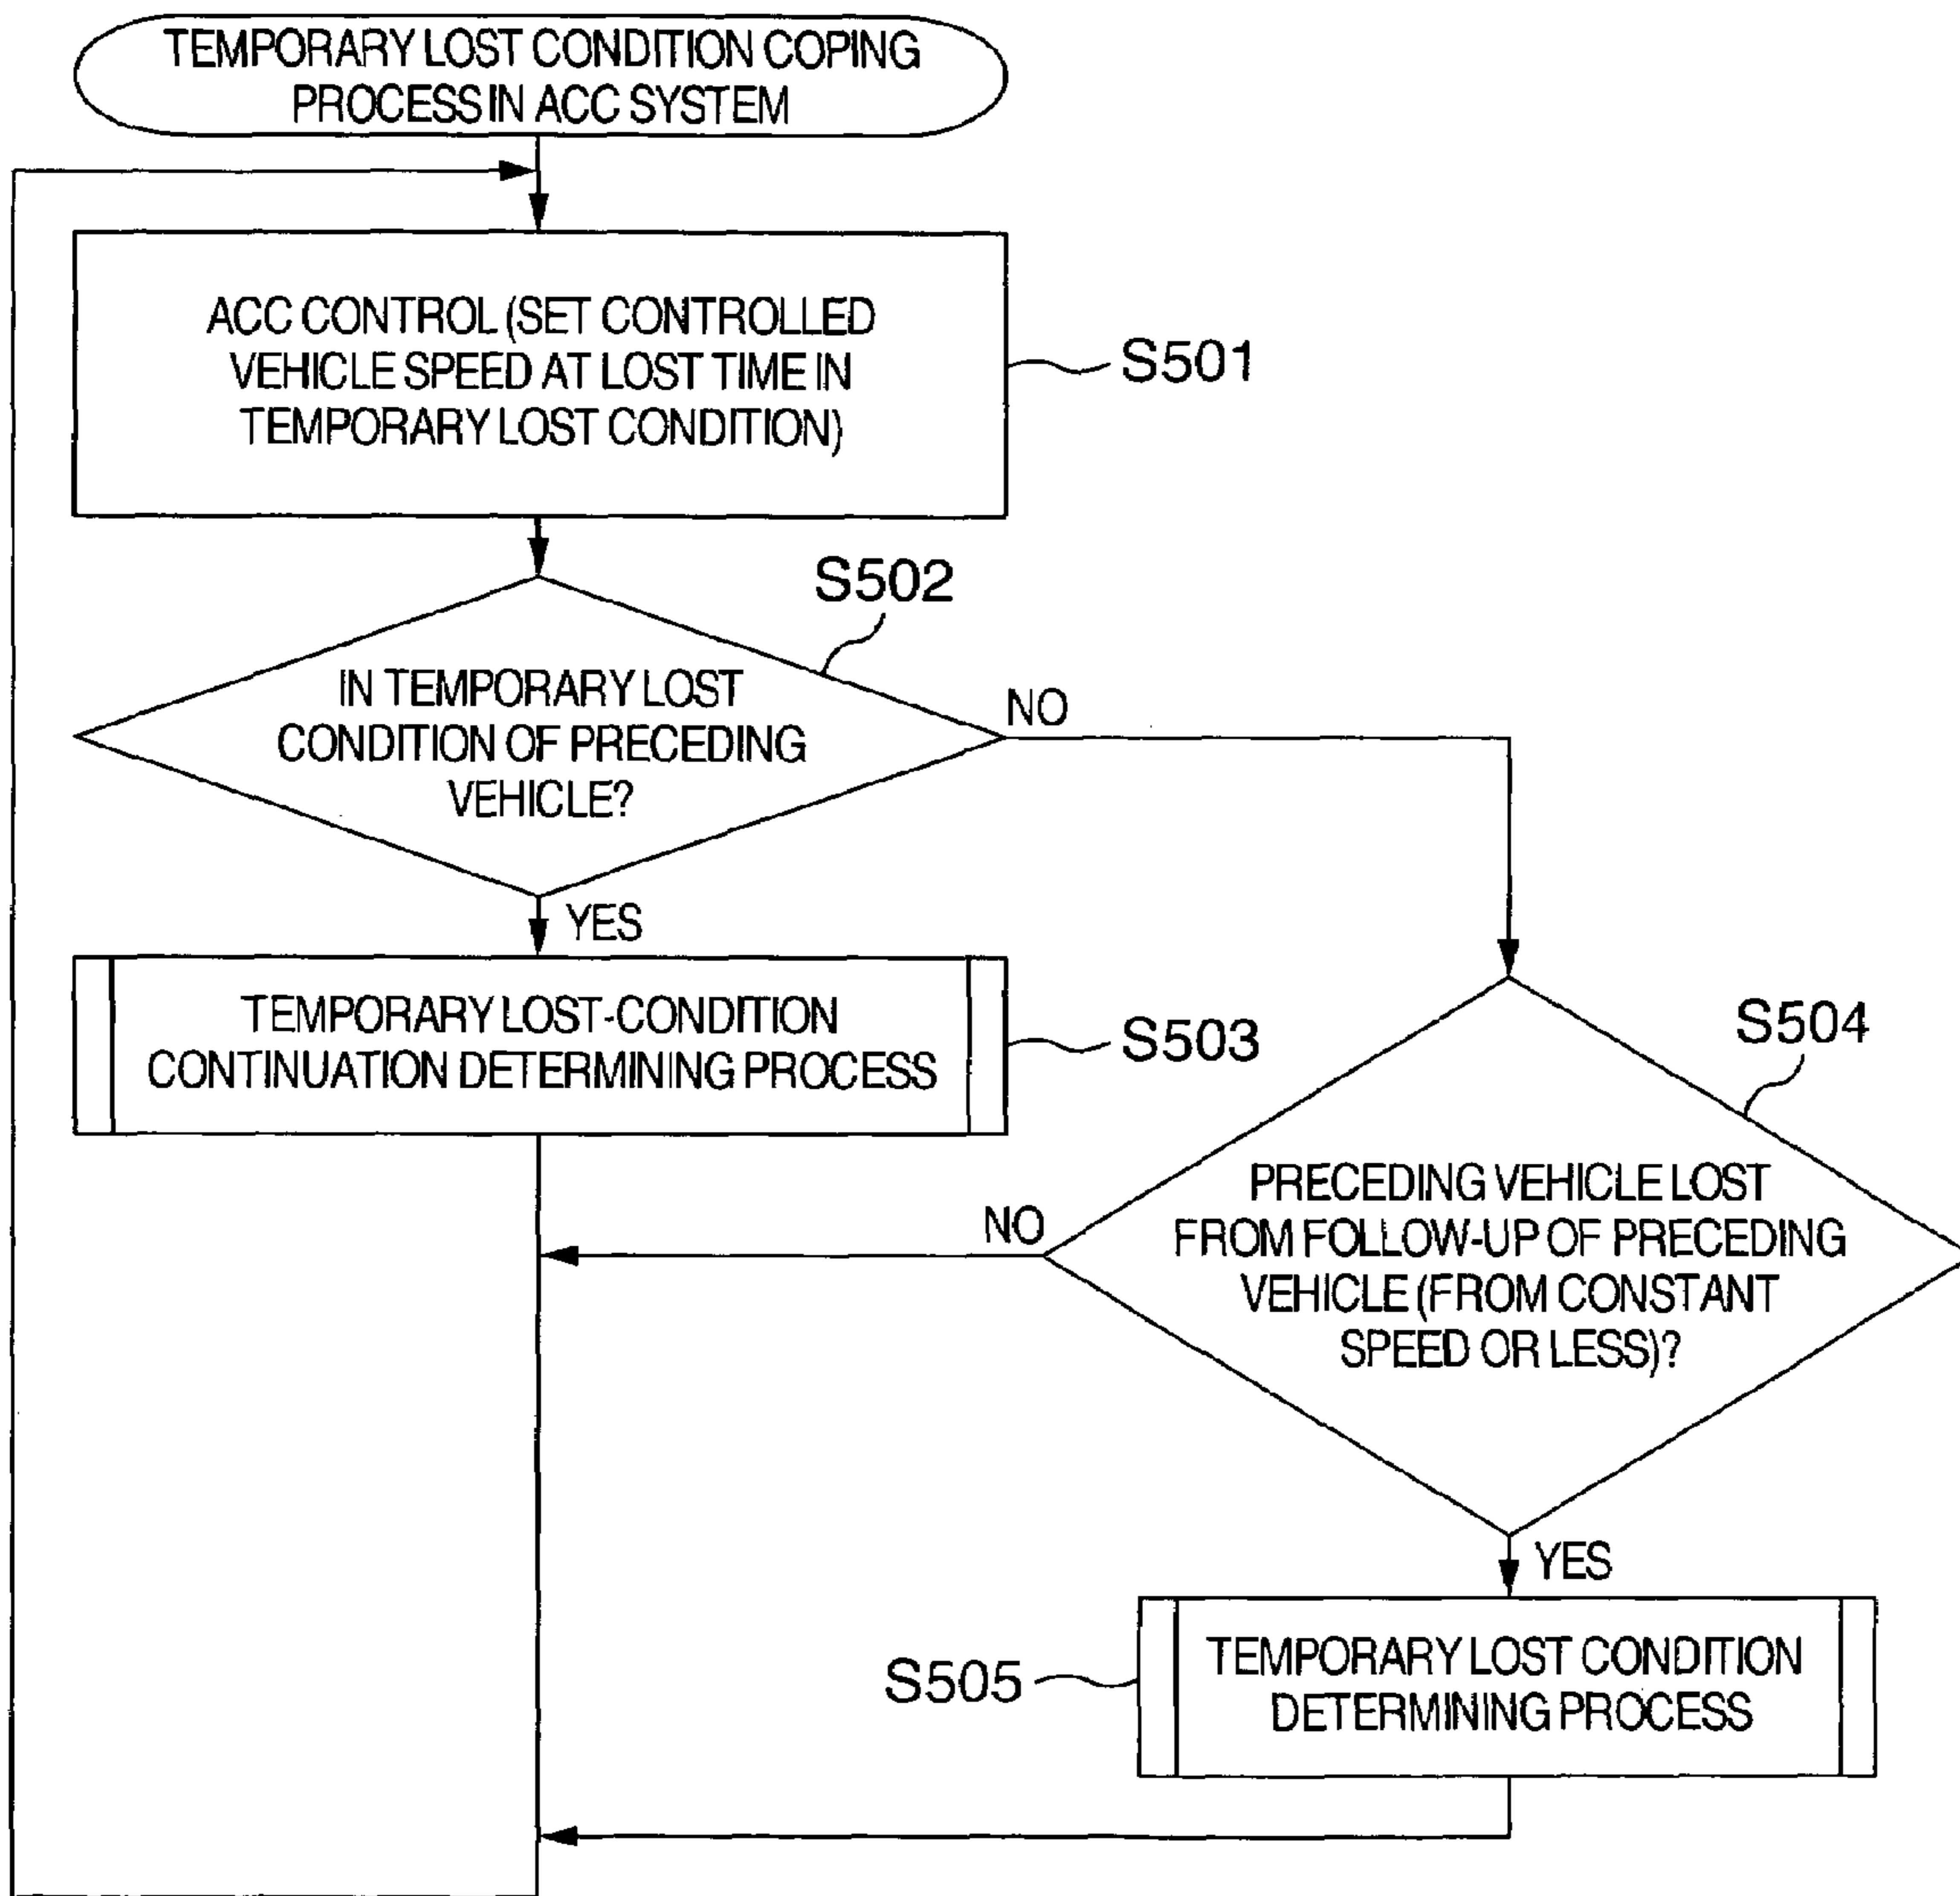 TEMPORARY LOST CONDITION COPING
PROCESS IN ACC SYSTEM
ACC CONTROL (SET CONTROLLED
VEHICLE SPEED AT LOST TIME IN
TEMPORARY LOST CONDITION)
S501
S502
IN TEMPORARY LOST
CONDITION OF PRECEDING
VEHICLE?
NO
YES
TEMPORARY LOST-CONDITION
CONTINUATION DETERMINING PROCESS
S503
S504
PRECEDING VEHICLE LOST
FROM FOLLOW-UP OF PRECEDING
VEHICLE (FROM CONSTANT
SPEED OR LESS)?
NO
YES
S505
TEMPORARY LOST CONDITION
DETERMINING PROCESS